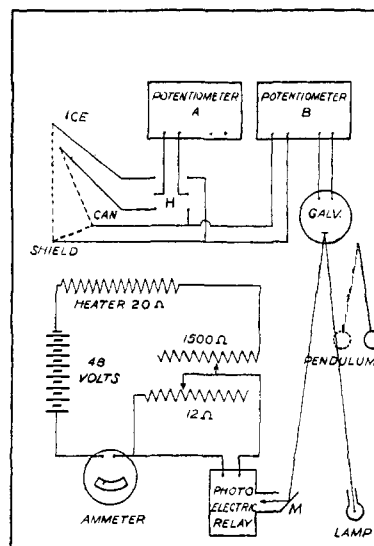 POTENTIOMETER
A
POTENTIOMETER
B
ICE
H
CAN
GALV.
SHIELD
HEATER 20 Ω
1500 Ω
PENDULUM
48
VOLTS
12 Ω
PHOTO
ELECTRIC
RELAY
M
AMMETER
LAMP